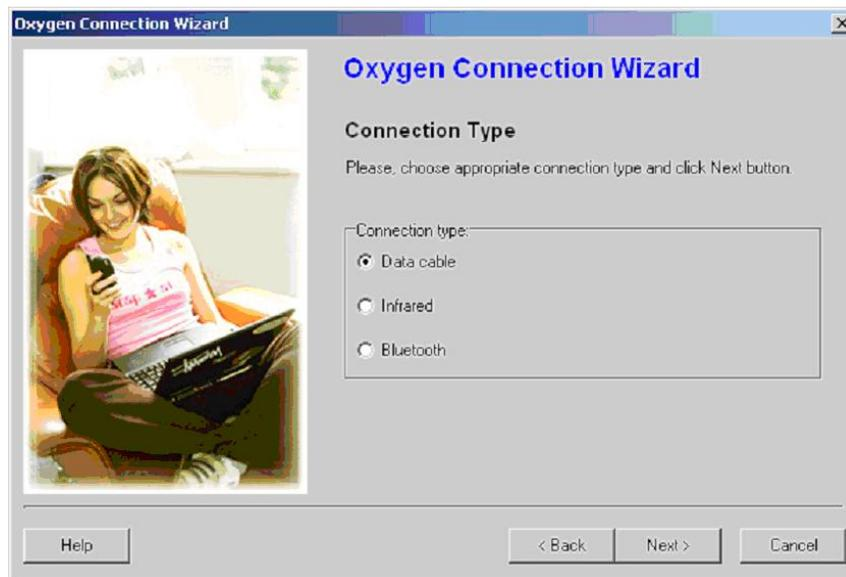 Oxygen Connection Wizard
Oxygen Connection Wizard
Connection Type
Please, choose appropriate connection type and click Next button.
Connection type:
Data cable
Infrared
Bluetooth
Help
< Back
Next >
Cancel